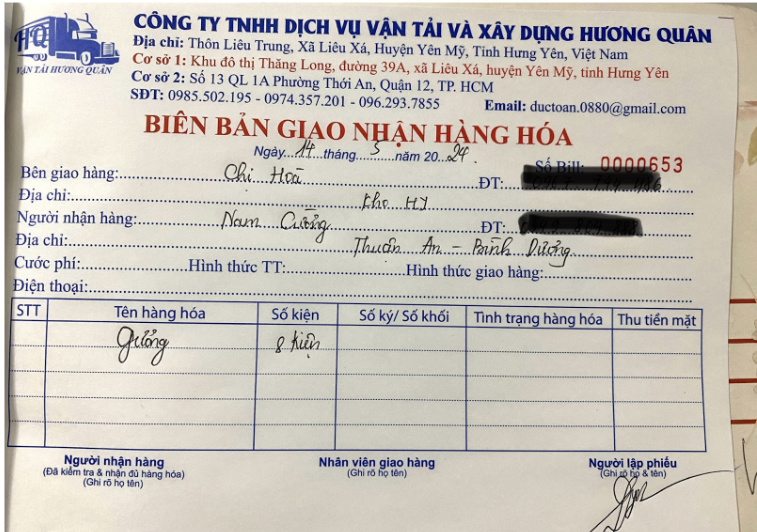 CÔNG TY TNHH DỊCH VỤ VẬN TẢI VÀ XÂY DỰNG HƯƠNG QUÂN
HQ
VẬN TẢI HƯƠNG QUÂN
Địa chỉ: Thôn Liêu Trung, Xã Liêu Xá, Huyện Yên Mỹ, Tỉnh Hưng Yên, Việt Nam
Cơ sở 1: Khu đô thị Thăng Long, đường 39A, xã Liêu Xá, huyện Yên Mỹ, tỉnh Hưng Yên
Cơ sở 2: Số 13 QL 1A Phường Thới An, Quận 12, TP. HCM
SĐT: 0985.502.195 - 0974.357.201 - 096.293.7855 Email: ductoan.0880@gmail.com
BIÊN BẢN GIAO NHẬN HÀNG HÓA
Ngày...14...tháng...5...năm 20...24.
Số Bill: 0000653
Bên giao hàng: Chi Hoà ĐT:
Địa chỉ: kho HY
Người nhận hàng: Nam Cường ĐT:
Địa chỉ: Thuận An - Bình Dương
Cước phí: Hình thức TT: Hình thức giao hàng:
Điện thoại:
STT Tên hàng hóa Số kiện Số ký/ Số khối Tình trạng hàng hóa Thu tiền mặt
Gương 8 kiện
Người nhận hàng Nhân viên giao hàng Người lập phiếu
(Đã kiểm tra & nhận đủ hàng hóa) (Ghi rõ họ tên) (Ghi rõ họ & tên)
(Ghi rõ họ tên)